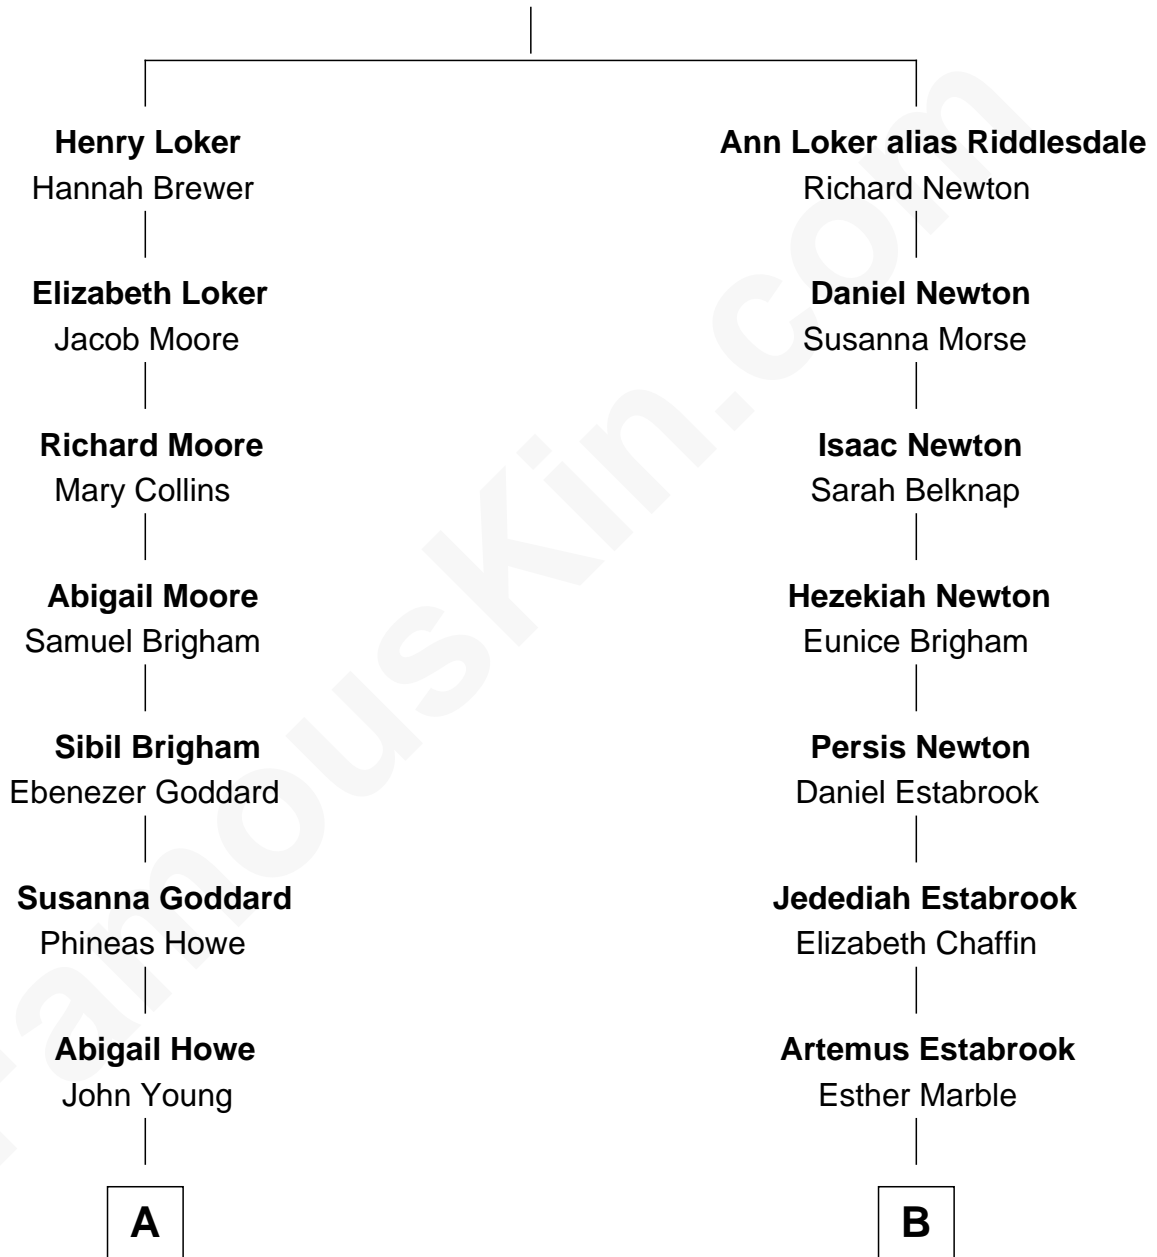 Henry Loker
Hannah Brewer
Elizabeth Loker
Jacob Moore
Richard Moore
Mary Collins
Abigail Moore
Samuel Brigham
Sibil Brigham
Ebenezer Goddard
Susanna Goddard
Phineas Howe
Abigail Howe
John Young
A
Ann Loker alias Riddlesdale
Richard Newton
Daniel Newton
Susanna Morse
Isaac Newton
Sarah Belknap
Hezekiah Newton
Eunice Brigham
Persis Newton
Daniel Estabrook
Jedediah Estabrook
Elizabeth Chaffin
Artemus Estabrook
Esther Marble
B
FamousKin.com